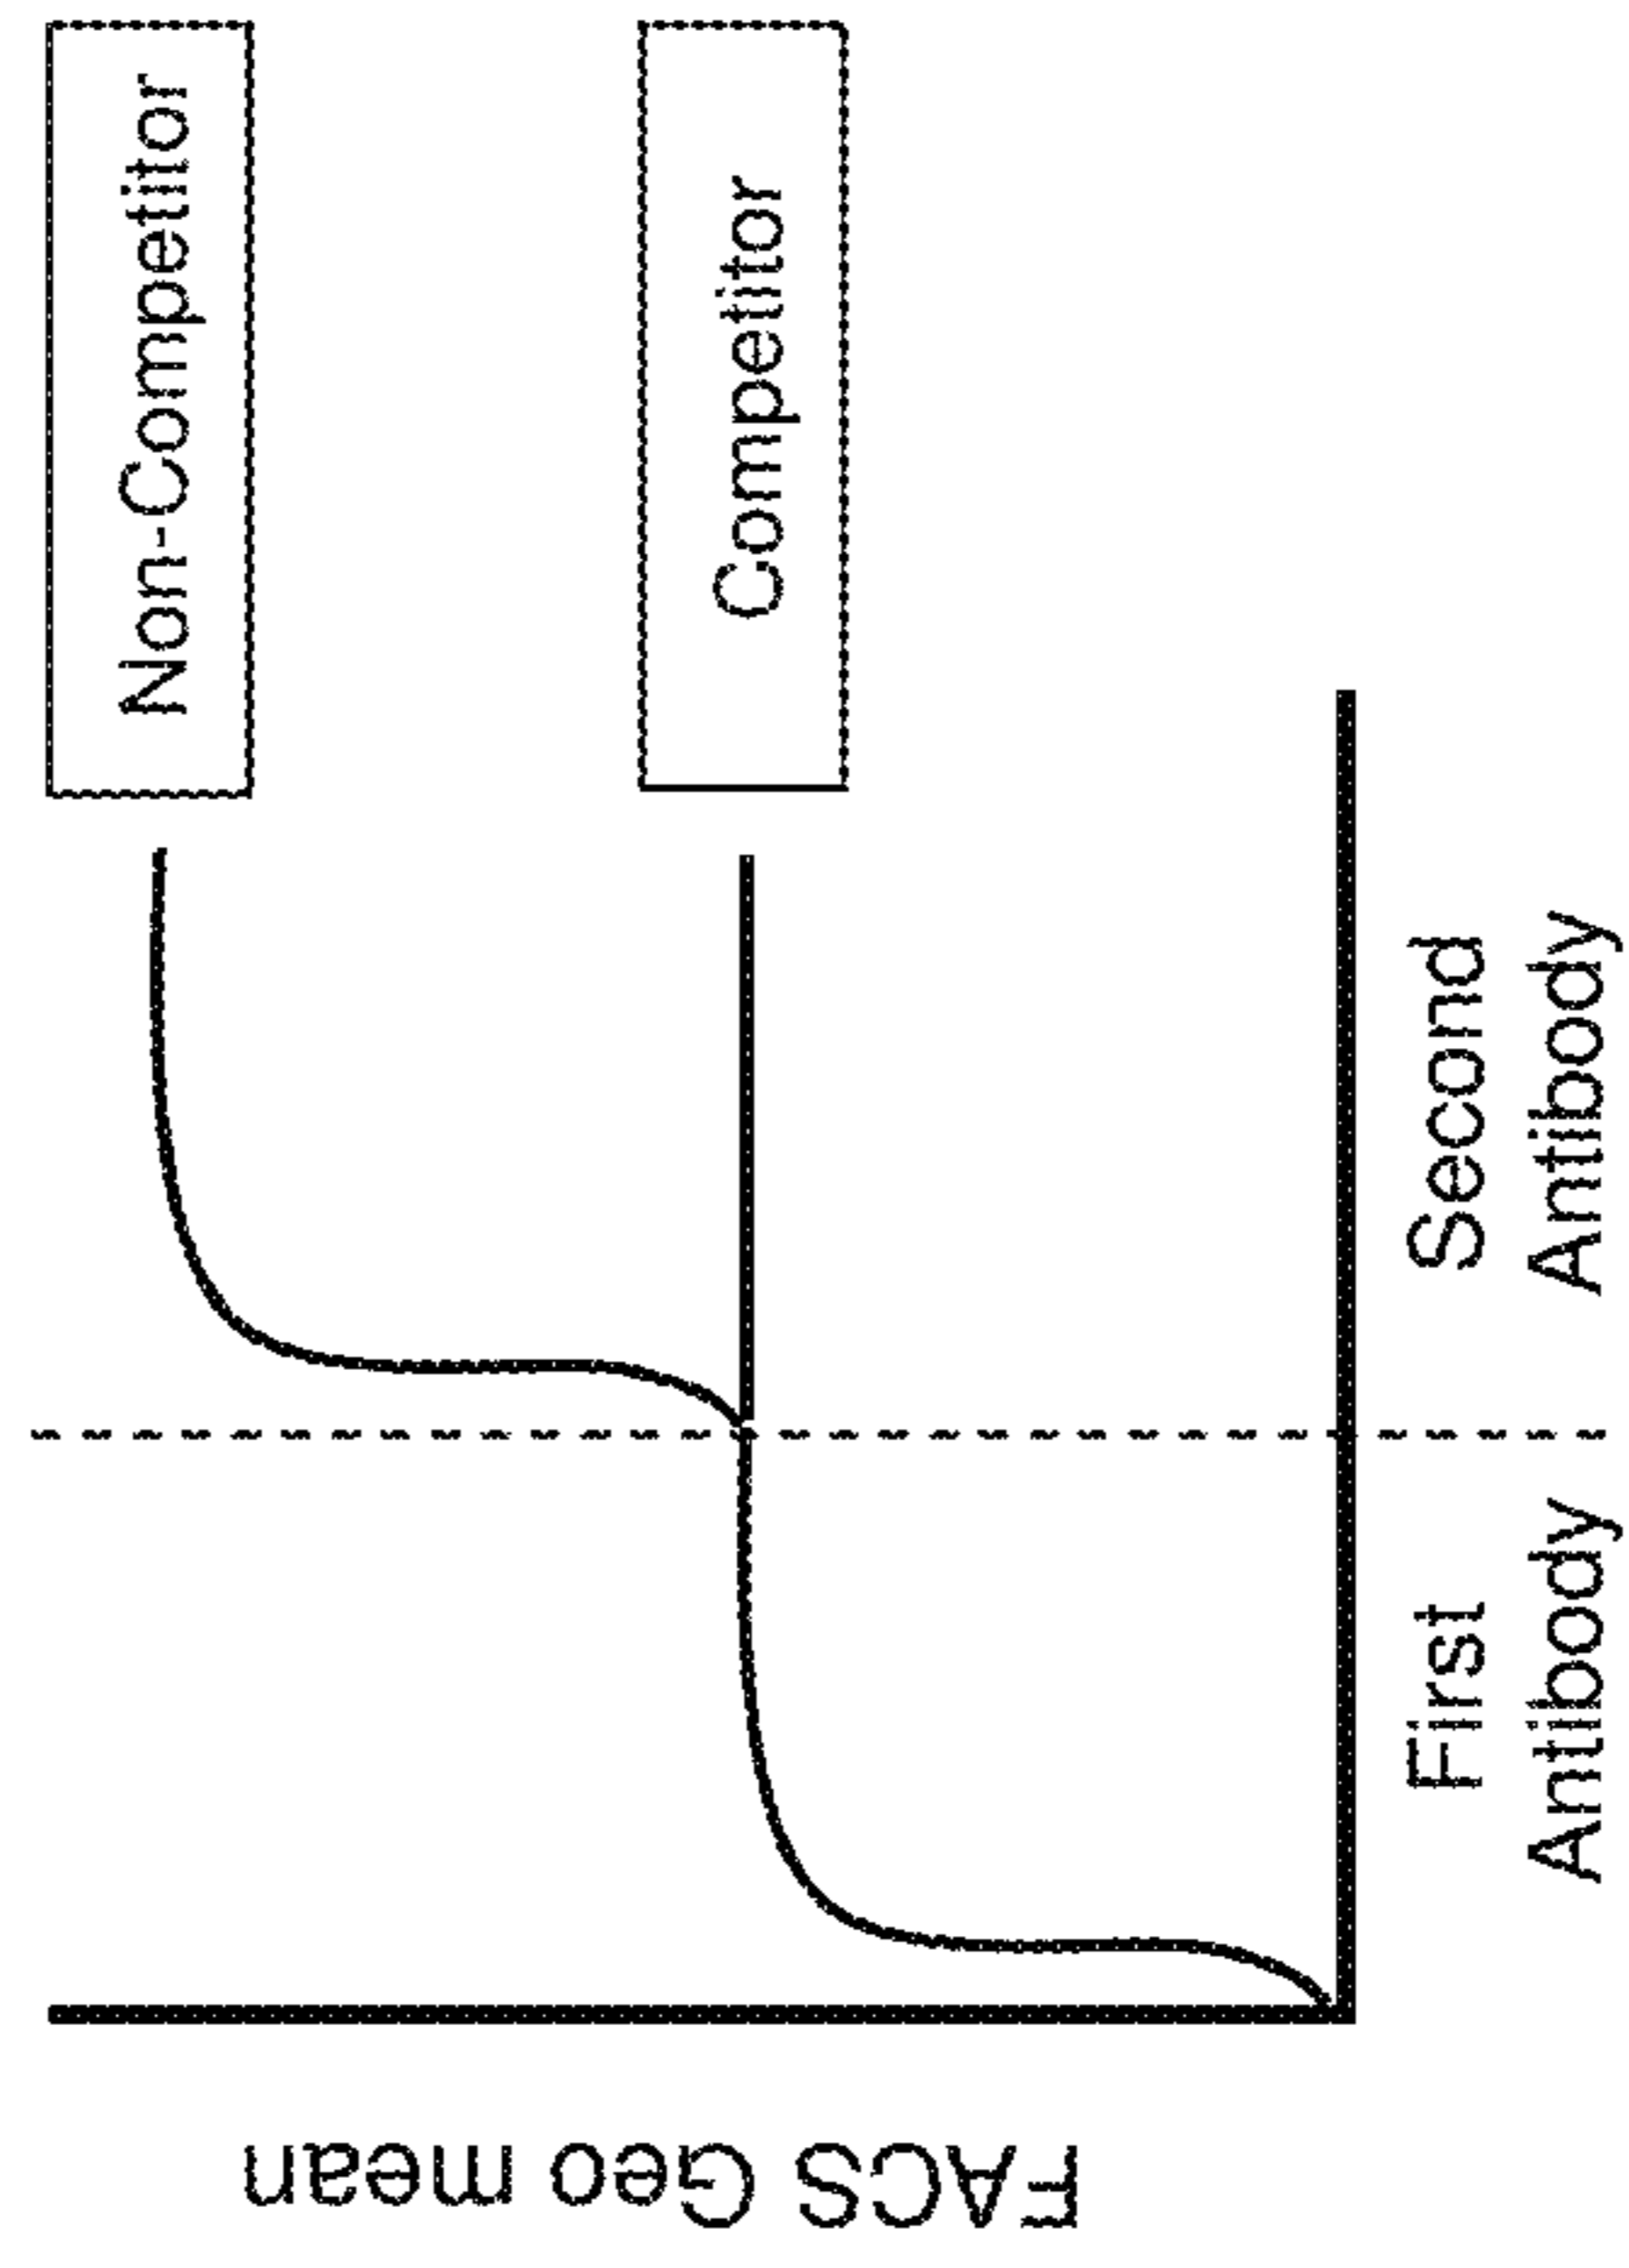 FACS Geo mean
Non-Competitor
Competitor
First
Antibody
Second
Antibody